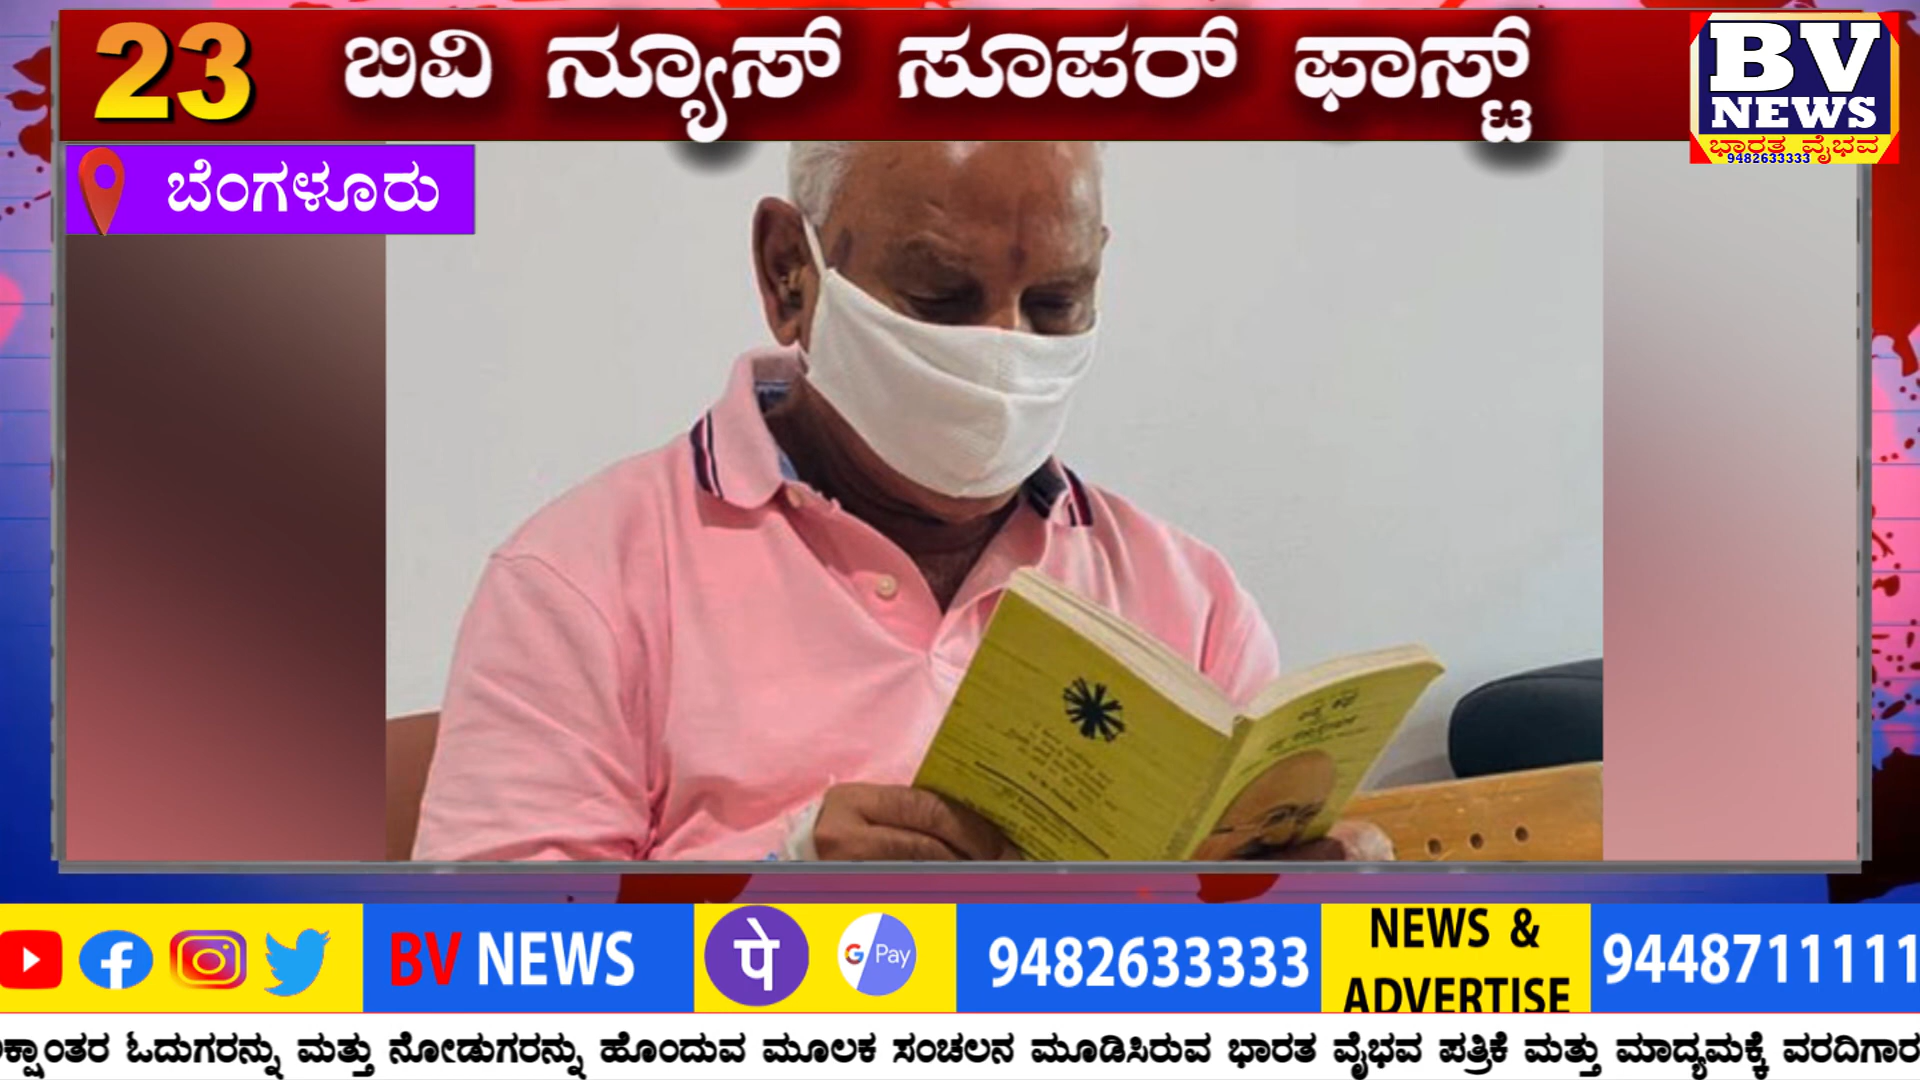 23 ಬಿವಿ ನ್ಯೂಸ್ ಸೂಪರ್ ಫಾಸ್ಟ್
BV
NEWS
ಭಾರತ ವೈಭವ
9482633333
ಬೆಂಗಳೂರು
BV NEWS
पे
G Pay
9482633333
NEWS &
ADVERTISE
9448711111
ಓದುಗರನ್ನು ಮತ್ತು ನೋಡುಗರನ್ನು ಹೊಂದುವ ಮೂಲಕ ಸಂಚಲನ ಮೂಡಿಸಿರುವ ಭಾರತ ವೈಭವ ಪತ್ರಿಕೆ ಮತ್ತು ಮಾದ್ಯಮಕ್ಕೆ ವರದಿಗಾರ